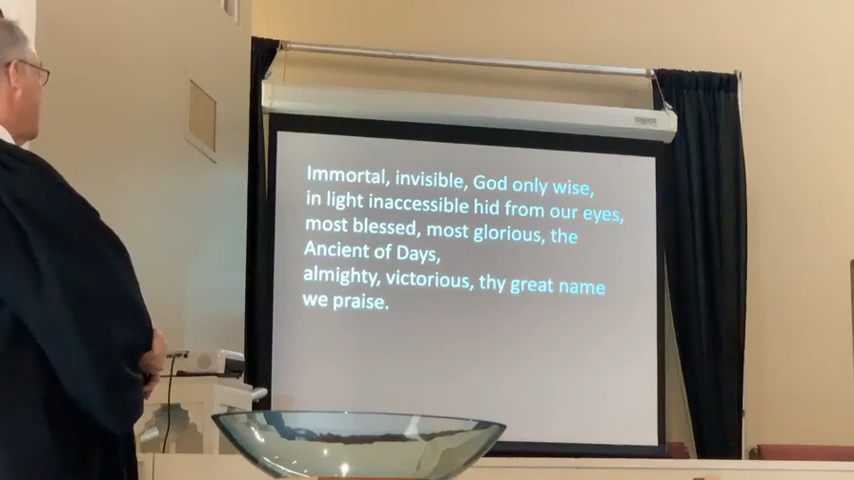 Immortal, invisible, God only wise,
in light inaccessible hid from our eyes,
most blessed, most glorious, the
Ancient of Days,
almighty, victorious, thy great name
we praise.